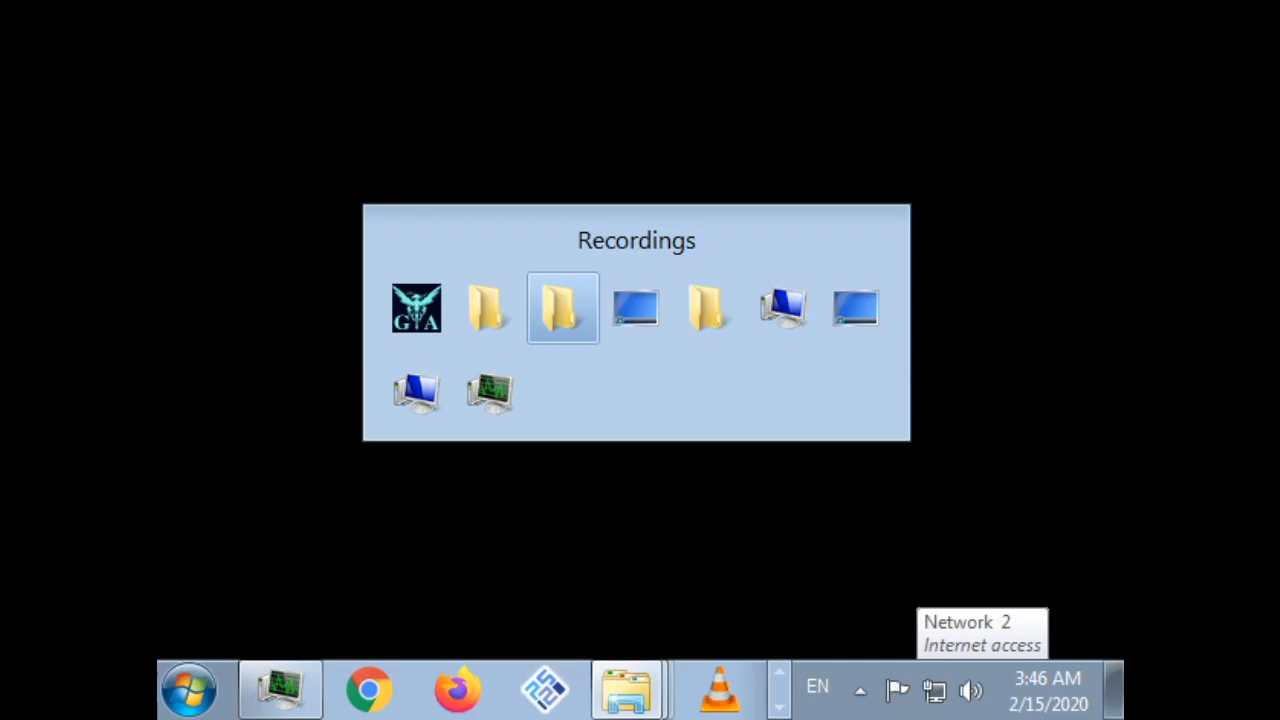 Recordings
G A
Network 2
Internet access
EN
3:46 AM
2/15/2020